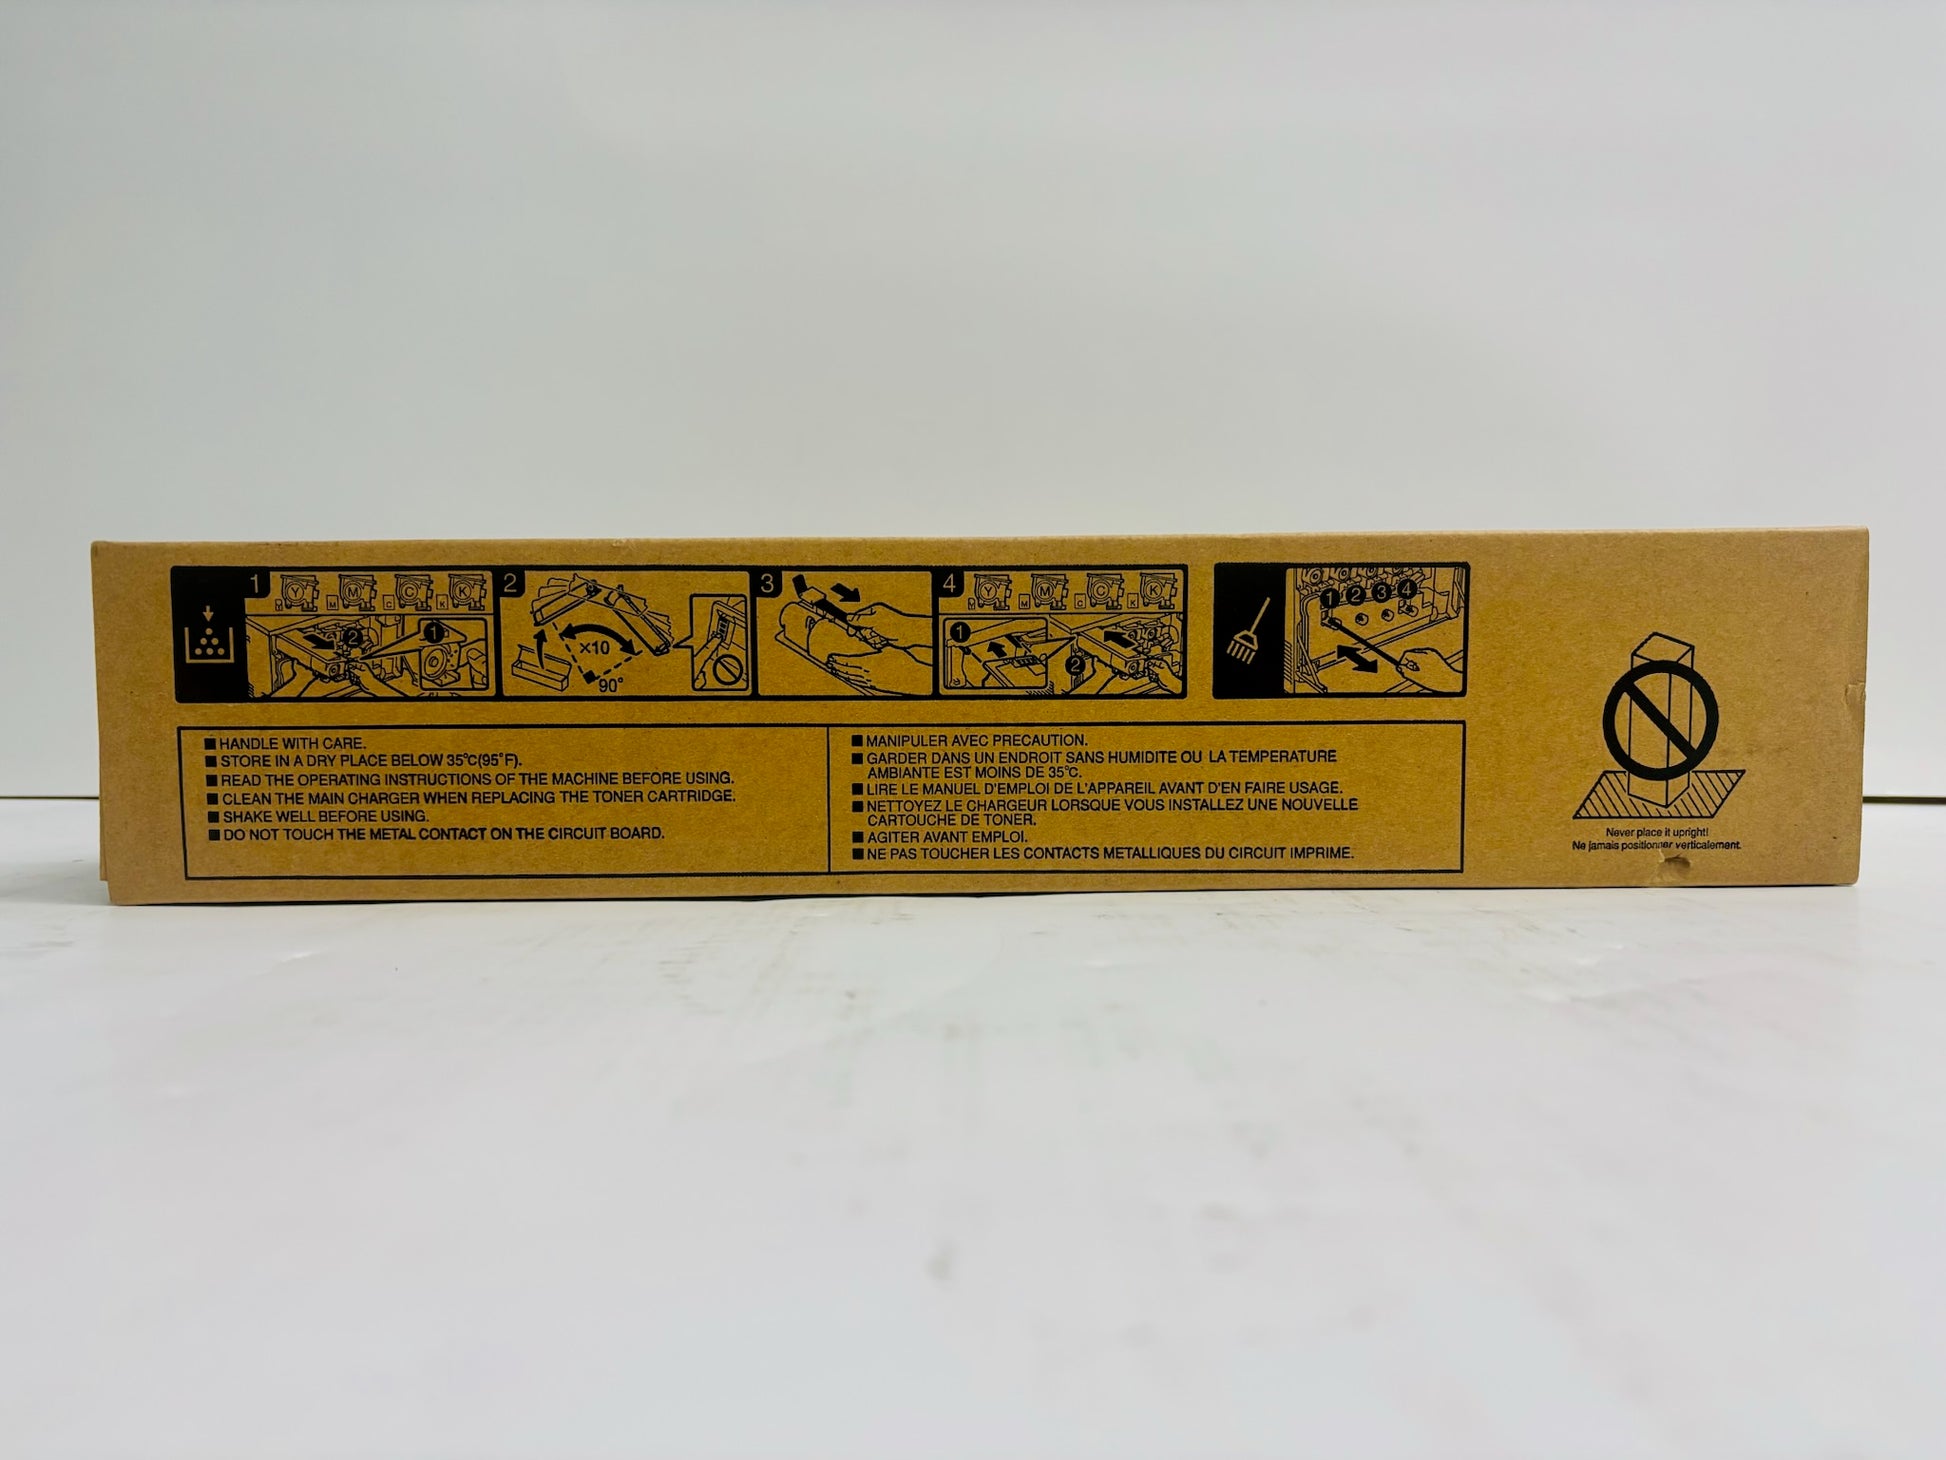 1 Y M C K
Y M C K
2 1
2
×10
90°
3
4 Y M C K
Y M C K
1 2
1 2 3 4
■ HANDLE WITH CARE.
■ STORE IN A DRY PLACE BELOW 35°C(95°F).
■ READ THE OPERATING INSTRUCTIONS OF THE MACHINE BEFORE USING.
■ CLEAN THE MAIN CHARGER WHEN REPLACING THE TONER CARTRIDGE.
■ SHAKE WELL BEFORE USING.
■ DO NOT TOUCH THE METAL CONTACT ON THE CIRCUIT BOARD.
■ MANIPULER AVEC PRECAUTION.
■ GARDER DANS UN ENDROIT SANS HUMIDITE OU LA TEMPERATURE
AMBIANTE EST MOINS DE 35°C.
■ LIRE LE MANUEL D'EMPLOI DE L'APPAREIL AVANT D'EN FAIRE USAGE.
■ NETTOYEZ LE CHARGEUR LORSQUE VOUS INSTALLEZ UNE NOUVELLE
CARTOUCHE DE TONER.
■ AGITER AVANT EMPLOI.
■ NE PAS TOUCHER LES CONTACTS METALLIQUES DU CIRCUIT IMPRIME.
Never place it upright!
Ne jamais positionner verticalement.